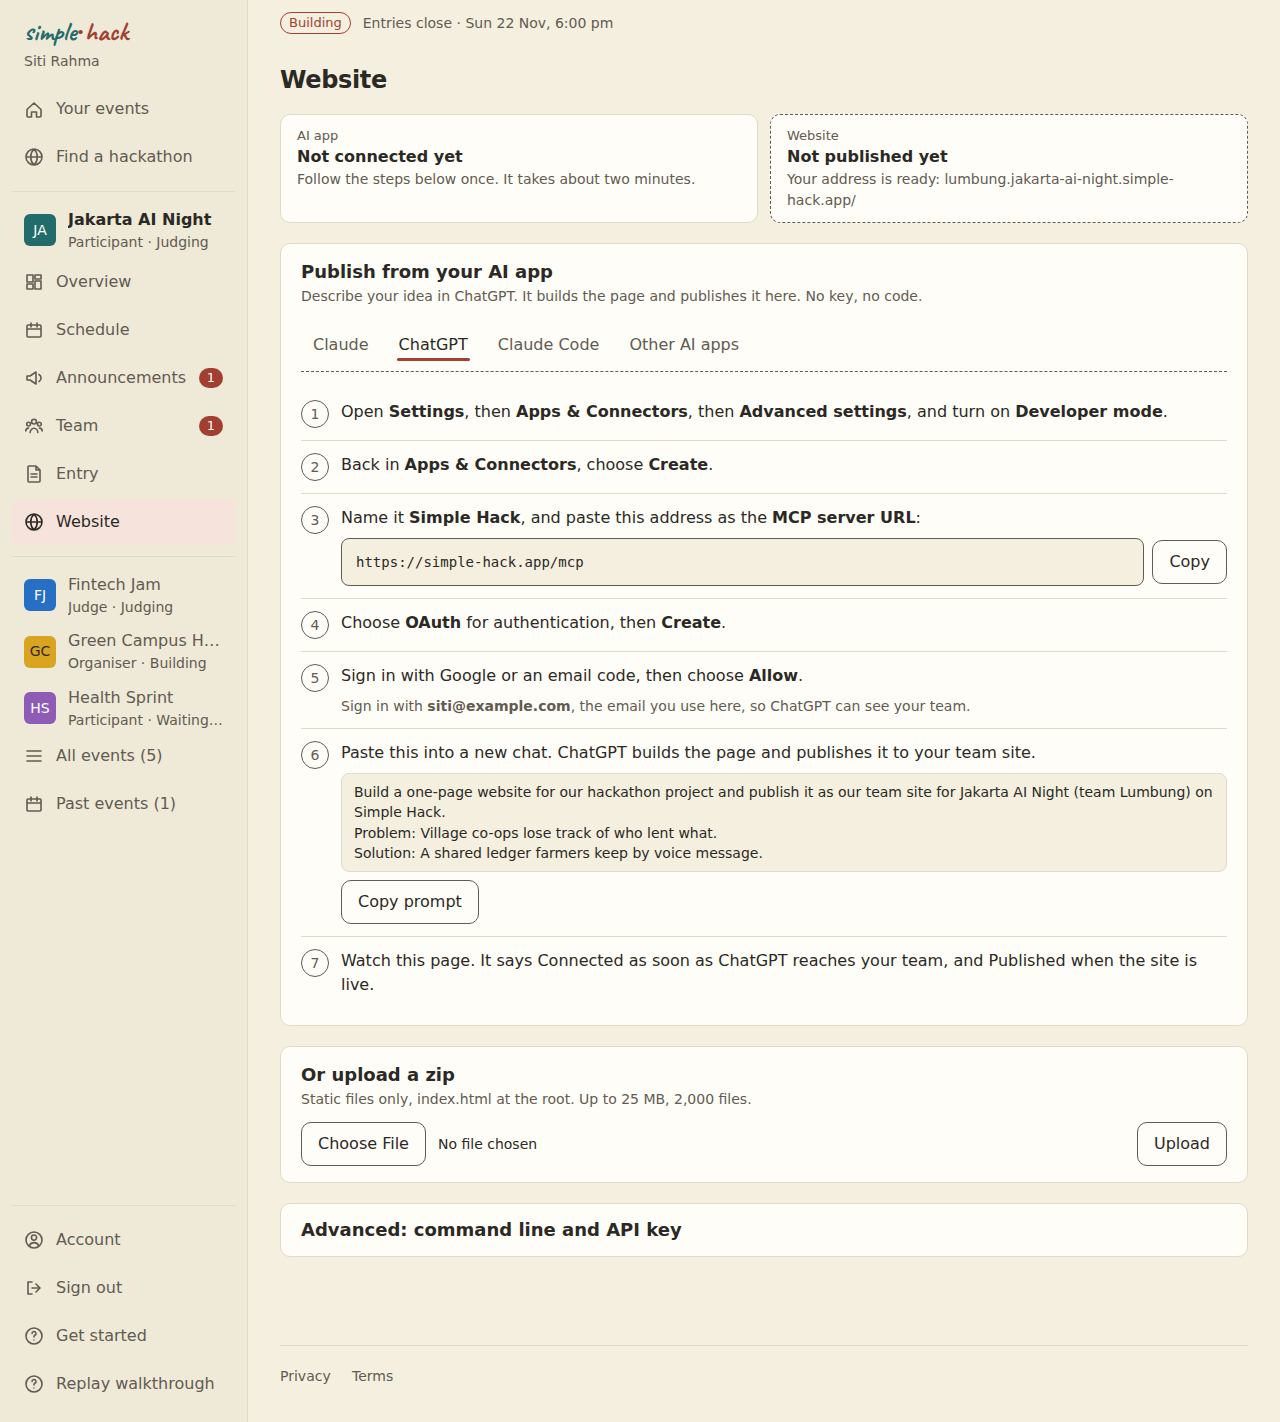 simple·hack
Siti Rahma
Your events
Find a hackathon
JA
Jakarta AI Night
Participant · Judging
Overview
Schedule
Announcements 1
Team 1
Entry
Website
FJ
Fintech Jam
Judge · Judging
GC
Green Campus H…
Organiser · Building
HS
Health Sprint
Participant · Waiting…
All events (5)
Past events (1)
Account
Sign out
Get started
Replay walkthrough
Building Entries close · Sun 22 Nov, 6:00 pm
Website
AI app
Not connected yet
Follow the steps below once. It takes about two minutes.
Website
Not published yet
Your address is ready: lumbung.jakarta-ai-night.simple-
hack.app/
Publish from your AI app
Describe your idea in ChatGPT. It builds the page and publishes it here. No key, no code.
Claude ChatGPT Claude Code Other AI apps
1 Open Settings, then Apps & Connectors, then Advanced settings, and turn on Developer mode.
2 Back in Apps & Connectors, choose Create.
3 Name it Simple Hack, and paste this address as the MCP server URL:
https://simple-hack.app/mcp Copy
4 Choose OAuth for authentication, then Create.
5 Sign in with Google or an email code, then choose Allow.
Sign in with siti@example.com, the email you use here, so ChatGPT can see your team.
6 Paste this into a new chat. ChatGPT builds the page and publishes it to your team site.
Build a one-page website for our hackathon project and publish it as our team site for Jakarta AI Night (team Lumbung) on
Simple Hack.
Problem: Village co-ops lose track of who lent what.
Solution: A shared ledger farmers keep by voice message.
Copy prompt
7 Watch this page. It says Connected as soon as ChatGPT reaches your team, and Published when the site is
live.
Or upload a zip
Static files only, index.html at the root. Up to 25 MB, 2,000 files.
Choose File No file chosen Upload
Advanced: command line and API key
Privacy Terms